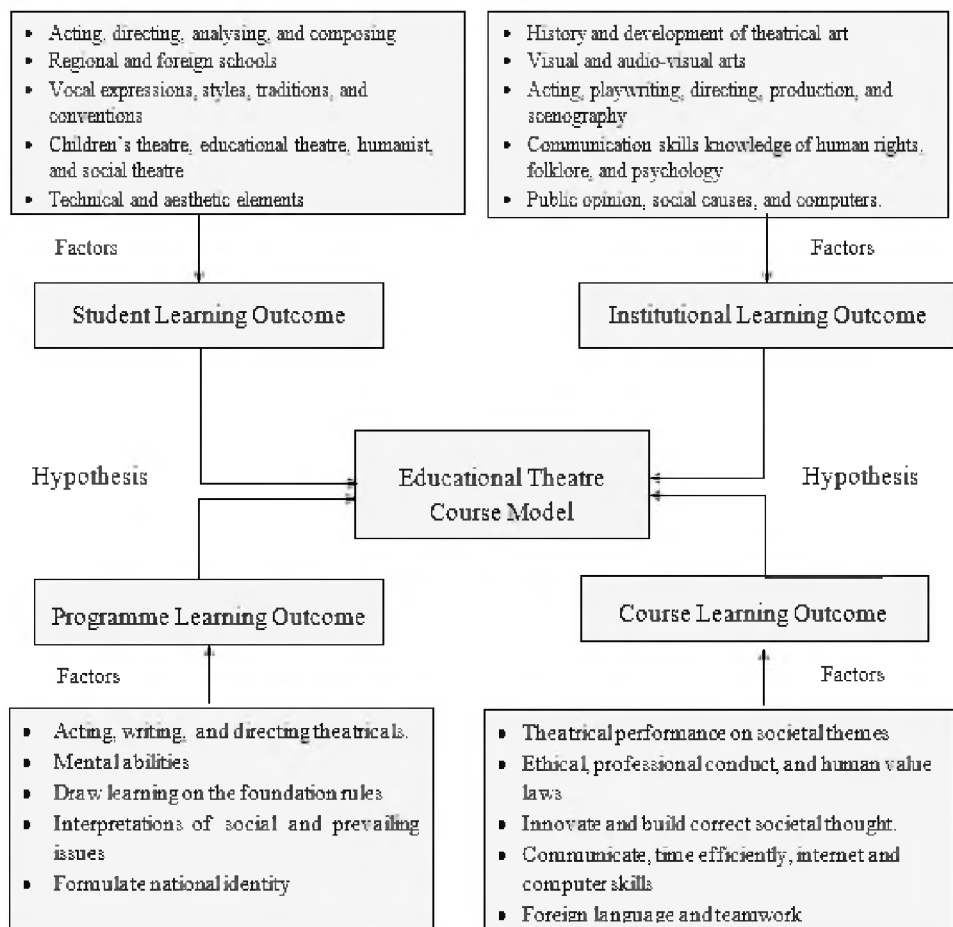 • Acting, directing, analysing, and composing
• Regional and foreign schools
• Vocal expressions, styles, traditions, and
conventions
• Children's theatre, educational theatre, humanist,
and social theatre
• Technical and aesthetic elements
• History and development of theatrical art
• Visual and audio-visual arts
• Acting, playwriting, directing, production, and
scenography
• Communication skills knowledge of human rights,
folklore, and psychology
• Public opinion, social causes, and computers.
Factors
Factors
Student Learning Outcome
Institutional Learning Outcome
Hypothesis
Educational Theatre
Course Model
Hypothesis
Programme Learning Outcome
Course Learning Outcome
Factors
Factors
• Acting, writing, and directing theatricals.
• Mental abilities
• Draw learning on the foundation rules
• Interpretations of social and prevailing
issues
• Formulate national identity
• Theatrical performance on societal themes
• Ethical, professional conduct, and human value
laws
• Innovate and build correct societal thought.
• Communicate, time efficiently, internet and
computer skills
• Foreign language and teamwork